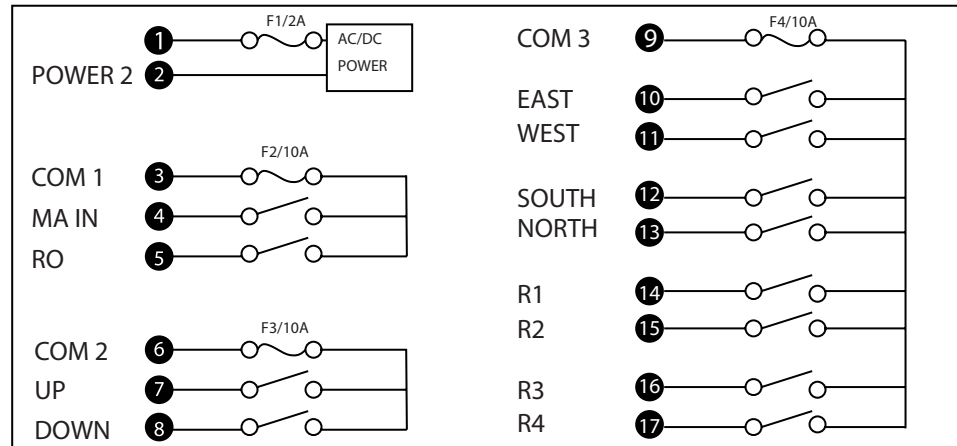 1 F1/2A AC/DC
POWER 2 2 POWER
COM 1 3 F2/10A
MA IN 4
RO 5
COM 2 6 F3/10A
UP 7
DOWN 8
COM 3 9 F4/10A
EAST 10
WEST 11
SOUTH 12
NORTH 13
R1 14
R2 15
R3 16
R4 17